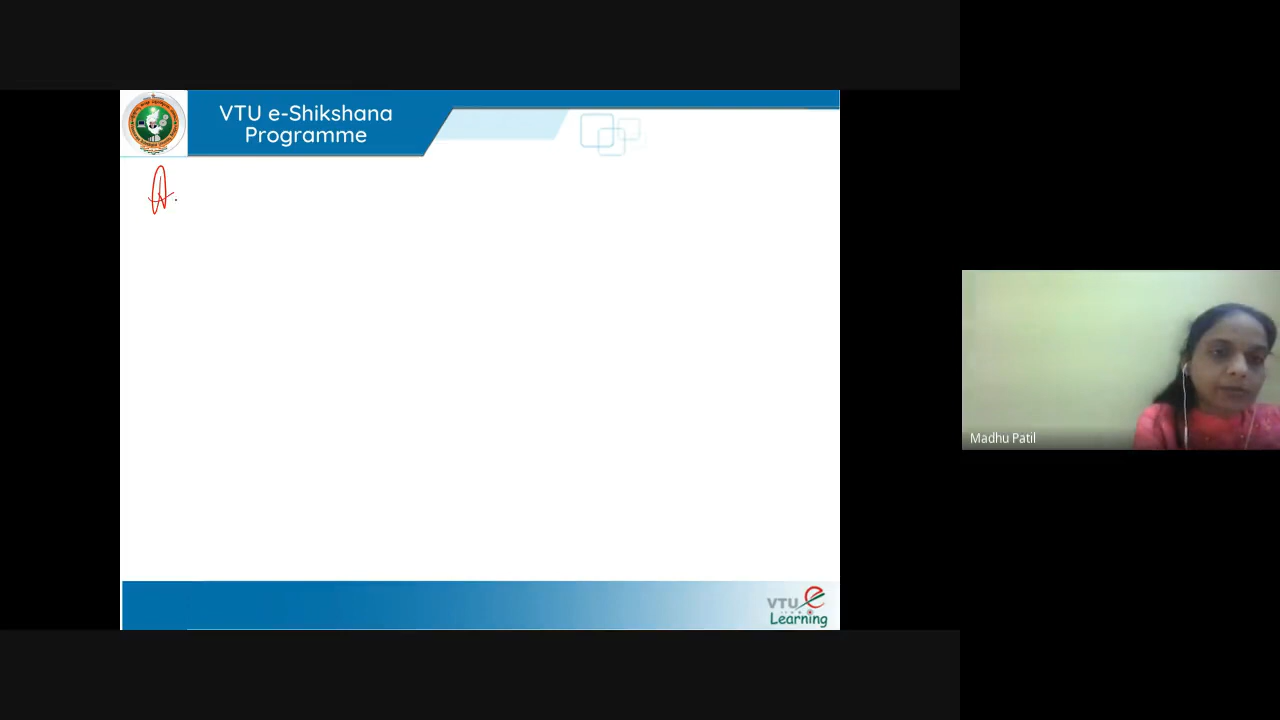 VTU e-Shikshana
Programme
A.
Madhu Patil
VTU e
Learning